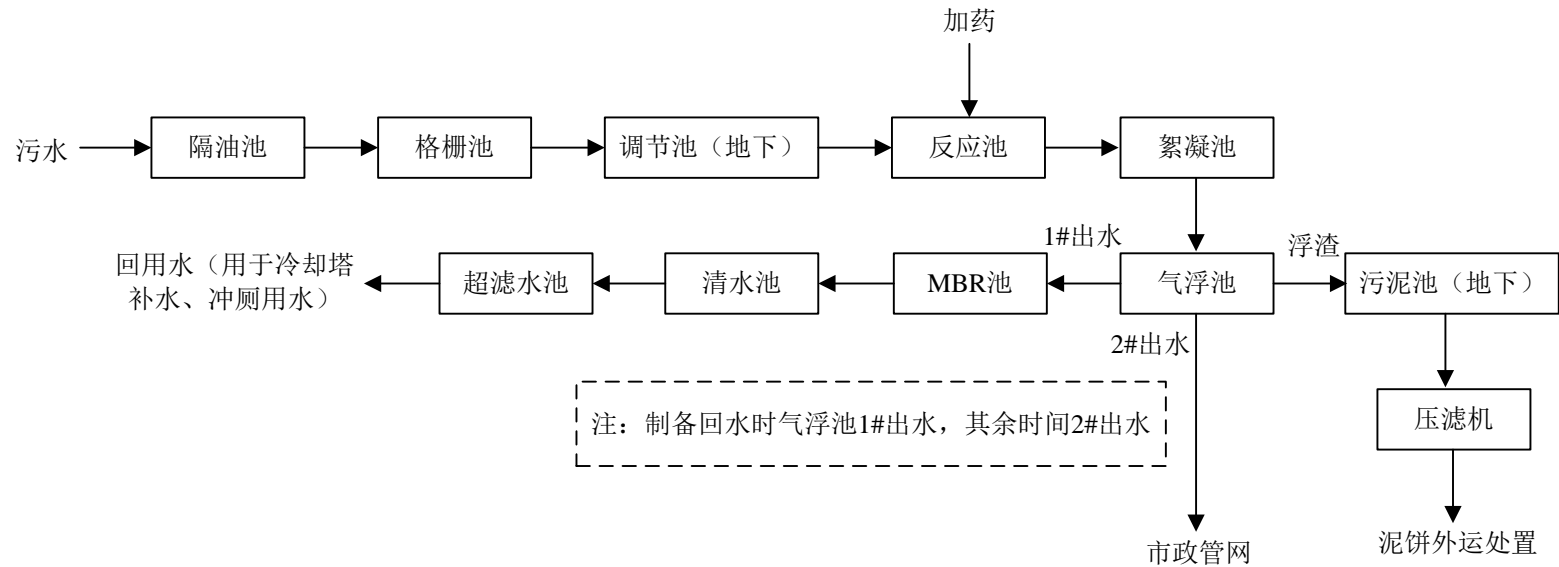 加药
污水
隔油池
格栅池
调节池（地下）
反应池
絮凝池
1#出水
浮渣
回用水（用于冷却塔
补水、冲厕用水）
超滤水池
清水池
MBR池
气浮池
污泥池（地下）
2#出水
注：制备回水时气浮池1#出水，其余时间2#出水
压滤机
市政管网
泥饼外运处置